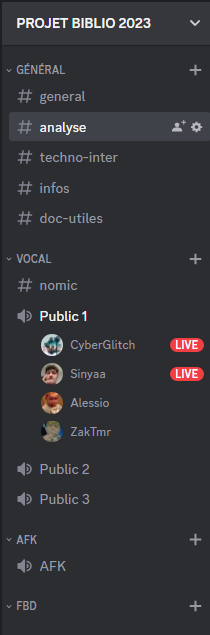 PROJET BIBLIO 2023
GÉNÉRAL
general
analyse
techno-inter
infos
doc-utiles
VOCAL
nomic
Public 1
CyberGlitch LIVE
Sinyaa LIVE
Alessio
ZakTmr
Public 2
Public 3
AFK
AFK
FBD